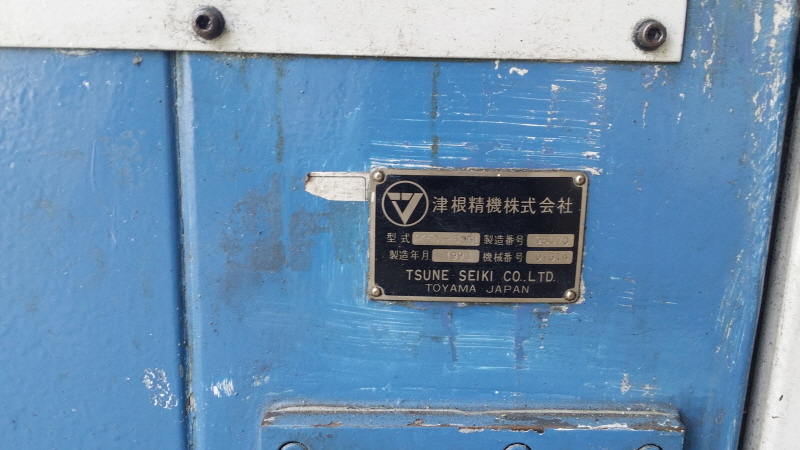 津根精機株式会社
型式 製造番号
製造年月 機械番号
TSUNE SEIKI CO.,LTD.
TOYAMA JAPAN